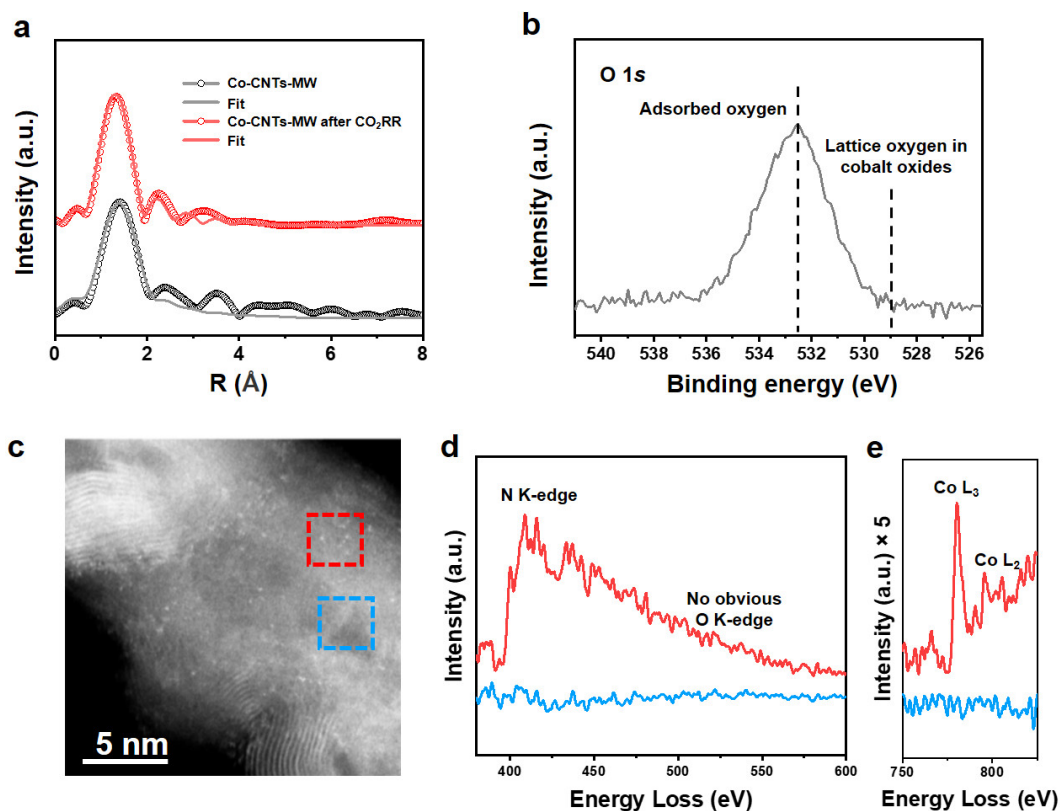 a
Co-CNTs-MW
Fit
Co-CNTs-MW after CO₂RR
Fit
Intensity (a.u.)
0 2 4 6 8
R (Å)
b
O 1s
Adsorbed oxygen
Lattice oxygen in
cobalt oxides
Intensity (a.u.)
540 538 536 534 532 530 528 526
Binding energy (eV)
c
5 nm
d
N K-edge
No obvious
O K-edge
Intensity (a.u.)
400 450 500 550 600
Energy Loss (eV)
e
Co L₃
Co L₂
Intensity (a.u.) × 5
750 800
Energy Loss (eV)